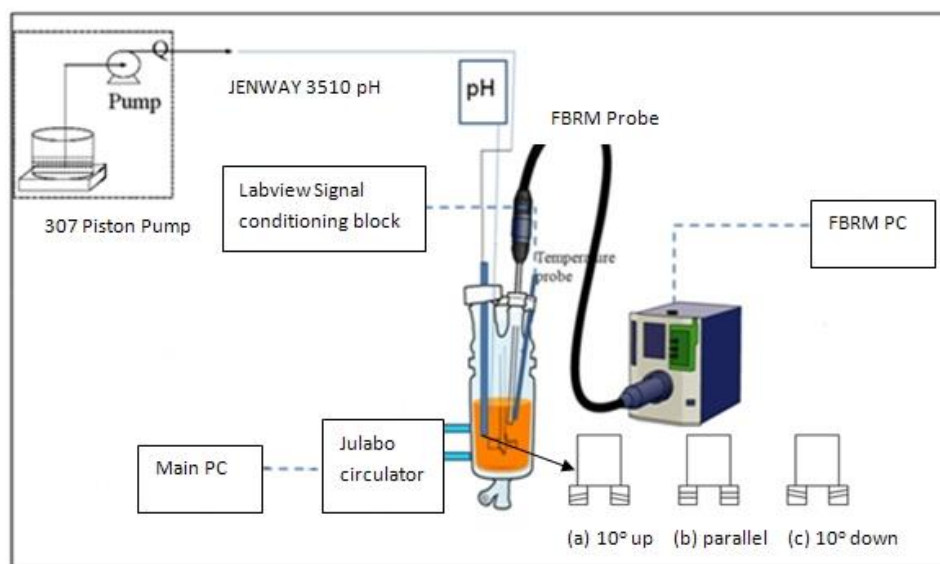 Q
Pump
307 Piston Pump
JENWAY 3510 pH
pH
FBRM Probe
Labview Signal
conditioning block
Temperature
probe
FBRM PC
Main PC
Julabo
circulator
(a) 10° up
(b) parallel
(c) 10° down